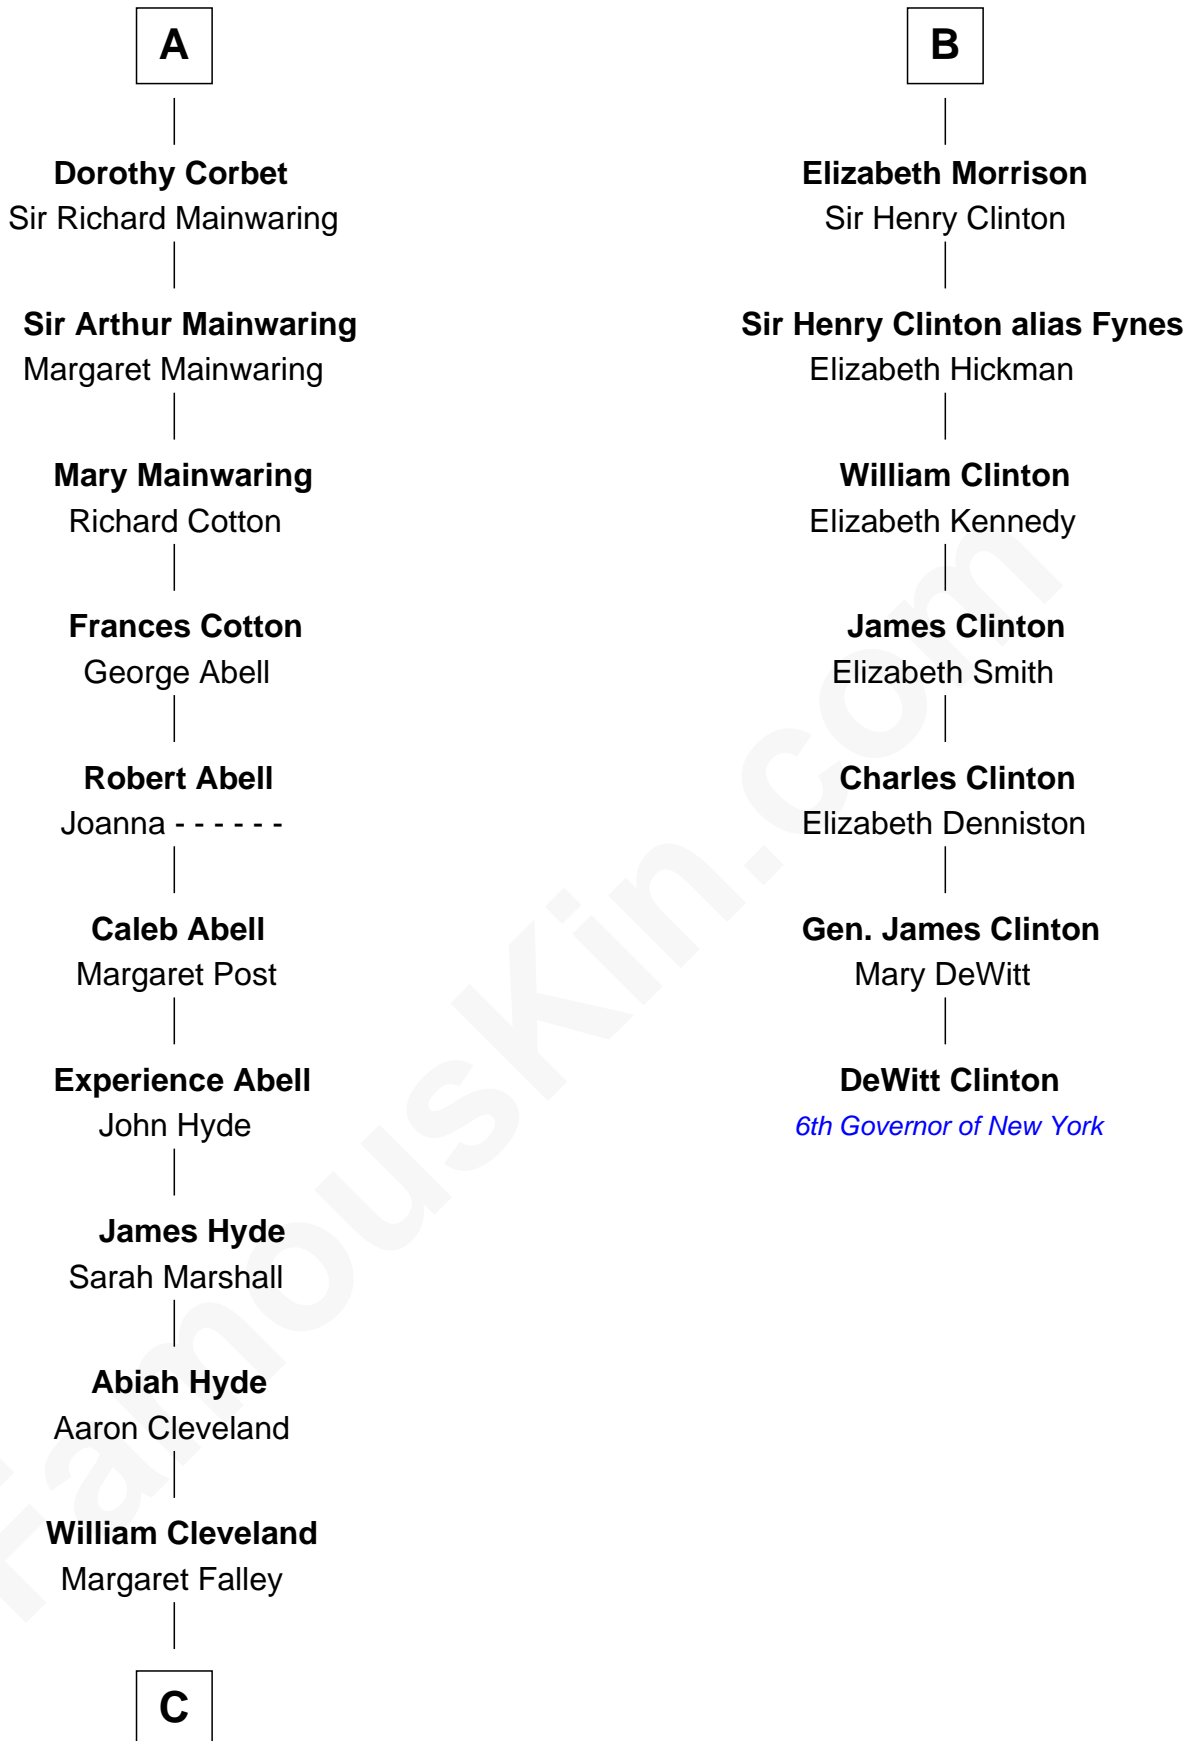 A
Dorothy Corbet
Sir Richard Mainwaring
Sir Arthur Mainwaring
Margaret Mainwaring
Mary Mainwaring
Richard Cotton
Frances Cotton
George Abell
Robert Abell
Joanna - - - - - -
Caleb Abell
Margaret Post
Experience Abell
John Hyde
James Hyde
Sarah Marshall
Abiah Hyde
Aaron Cleveland
William Cleveland
Margaret Falley
C
B
Elizabeth Morrison
Sir Henry Clinton
Sir Henry Clinton alias Fynes
Elizabeth Hickman
William Clinton
Elizabeth Kennedy
James Clinton
Elizabeth Smith
Charles Clinton
Elizabeth Denniston
Gen. James Clinton
Mary DeWitt
DeWitt Clinton
6th Governor of New York
FamousKin.com